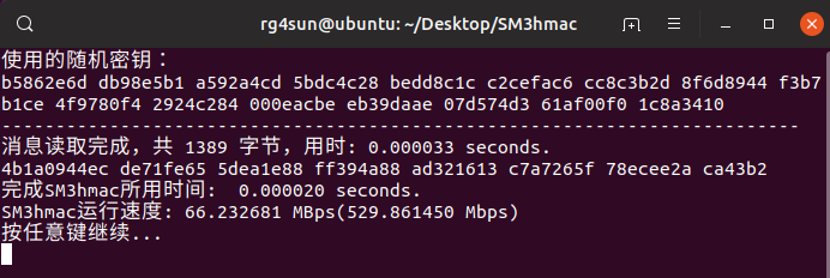 rg4sun@ubuntu: ~/Desktop/SM3hmac
使用的随机密钥：
b5862e6d db98e5b1 a592a4cd 5bdc4c28 bedd8c1c c2cefac6 cc8c3b2d 8f6d8944 f3b7
b1ce 4f9780f4 2924c284 000eacbe eb39daae 07d574d3 61af00f0 1c8a3410
--------------------------------------------------------------------------
消息读取完成，共 1389 字节，用时: 0.000033 seconds.
4b1a0944ec de71fe65 5dea1e88 ff394a88 ad321613 c7a7265f 78ecee2a ca43b2
完成SM3hmac所用时间:  0.000020 seconds.
SM3hmac运行速度: 66.232681 MBps(529.861450 Mbps)
按任意键继续...